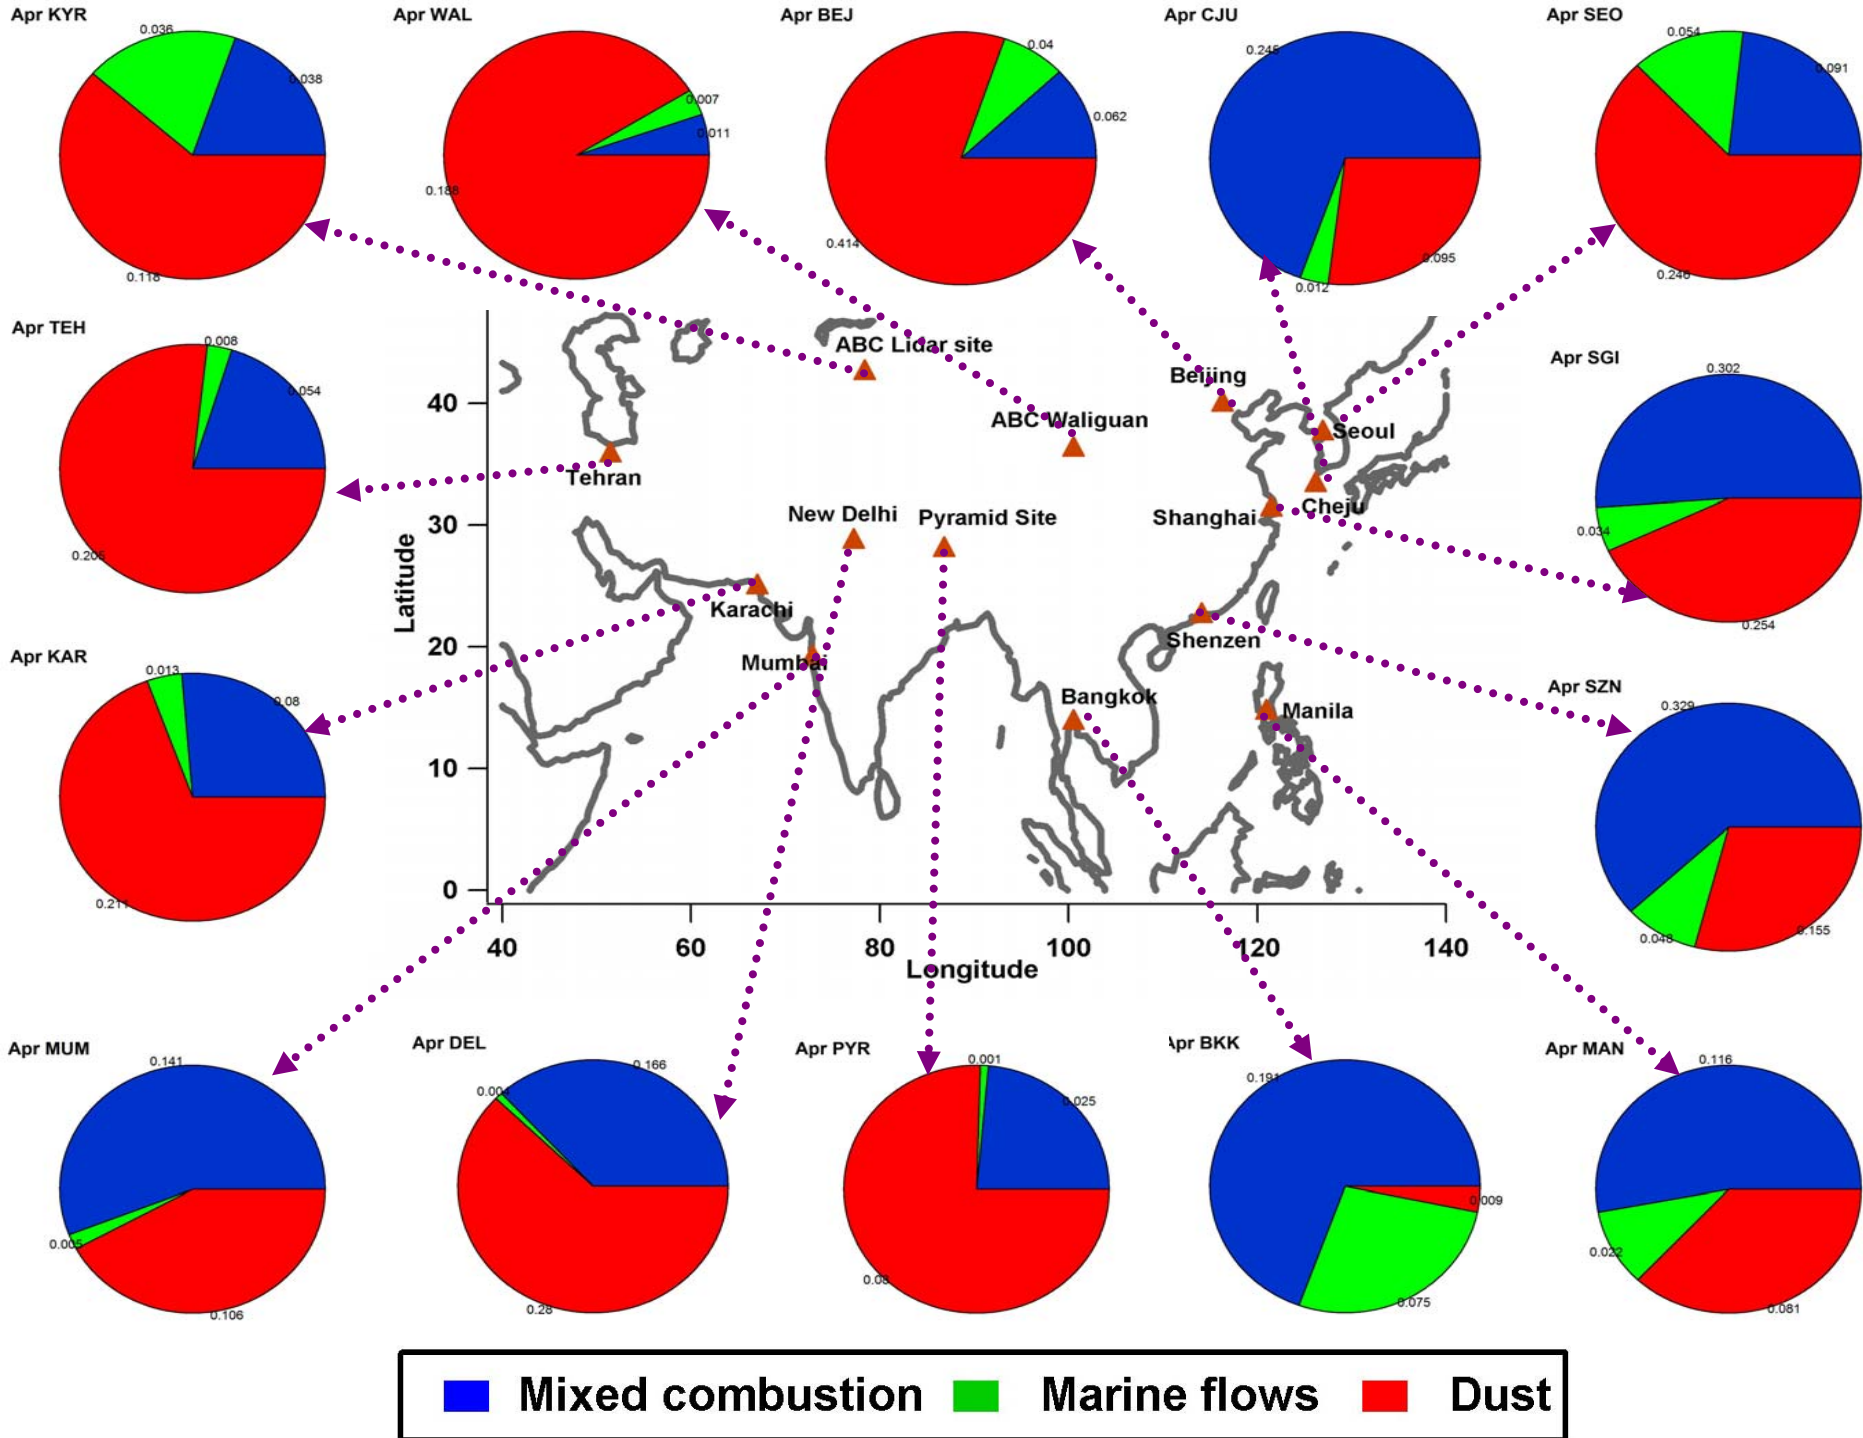 Apr KYR
0.036
0.038
0.118
Apr WAL
0.007
0.011
0.188
Apr BEJ
0.04
0.062
0.414
Apr CJU
0.245
0.012
0.095
Apr SEO
0.054
0.091
0.246
Apr TEH
0.008
0.054
0.205
Apr SGI
0.302
0.034
0.254
Apr KAR
0.013
0.08
0.211
Apr SZN
0.329
0.048
0.155
ABC Lidar site
ABC Waliguan
Beijing
Seoul
Tehran
New Delhi
Pyramid Site
Shanghai
Cheju
Karachi
Mumbai
Shenzen
Bangkok
Manila
Latitude
40
30
20
10
0
40
60
80
100
120
140
Longitude
Apr MUM
0.141
0.005
0.106
Apr DEL
0.166
0.004
0.28
Apr PYR
0.001
0.025
0.08
Apr BKK
0.191
0.009
0.075
Apr MAN
0.116
0.022
0.081
Mixed combustion
Marine flows
Dust